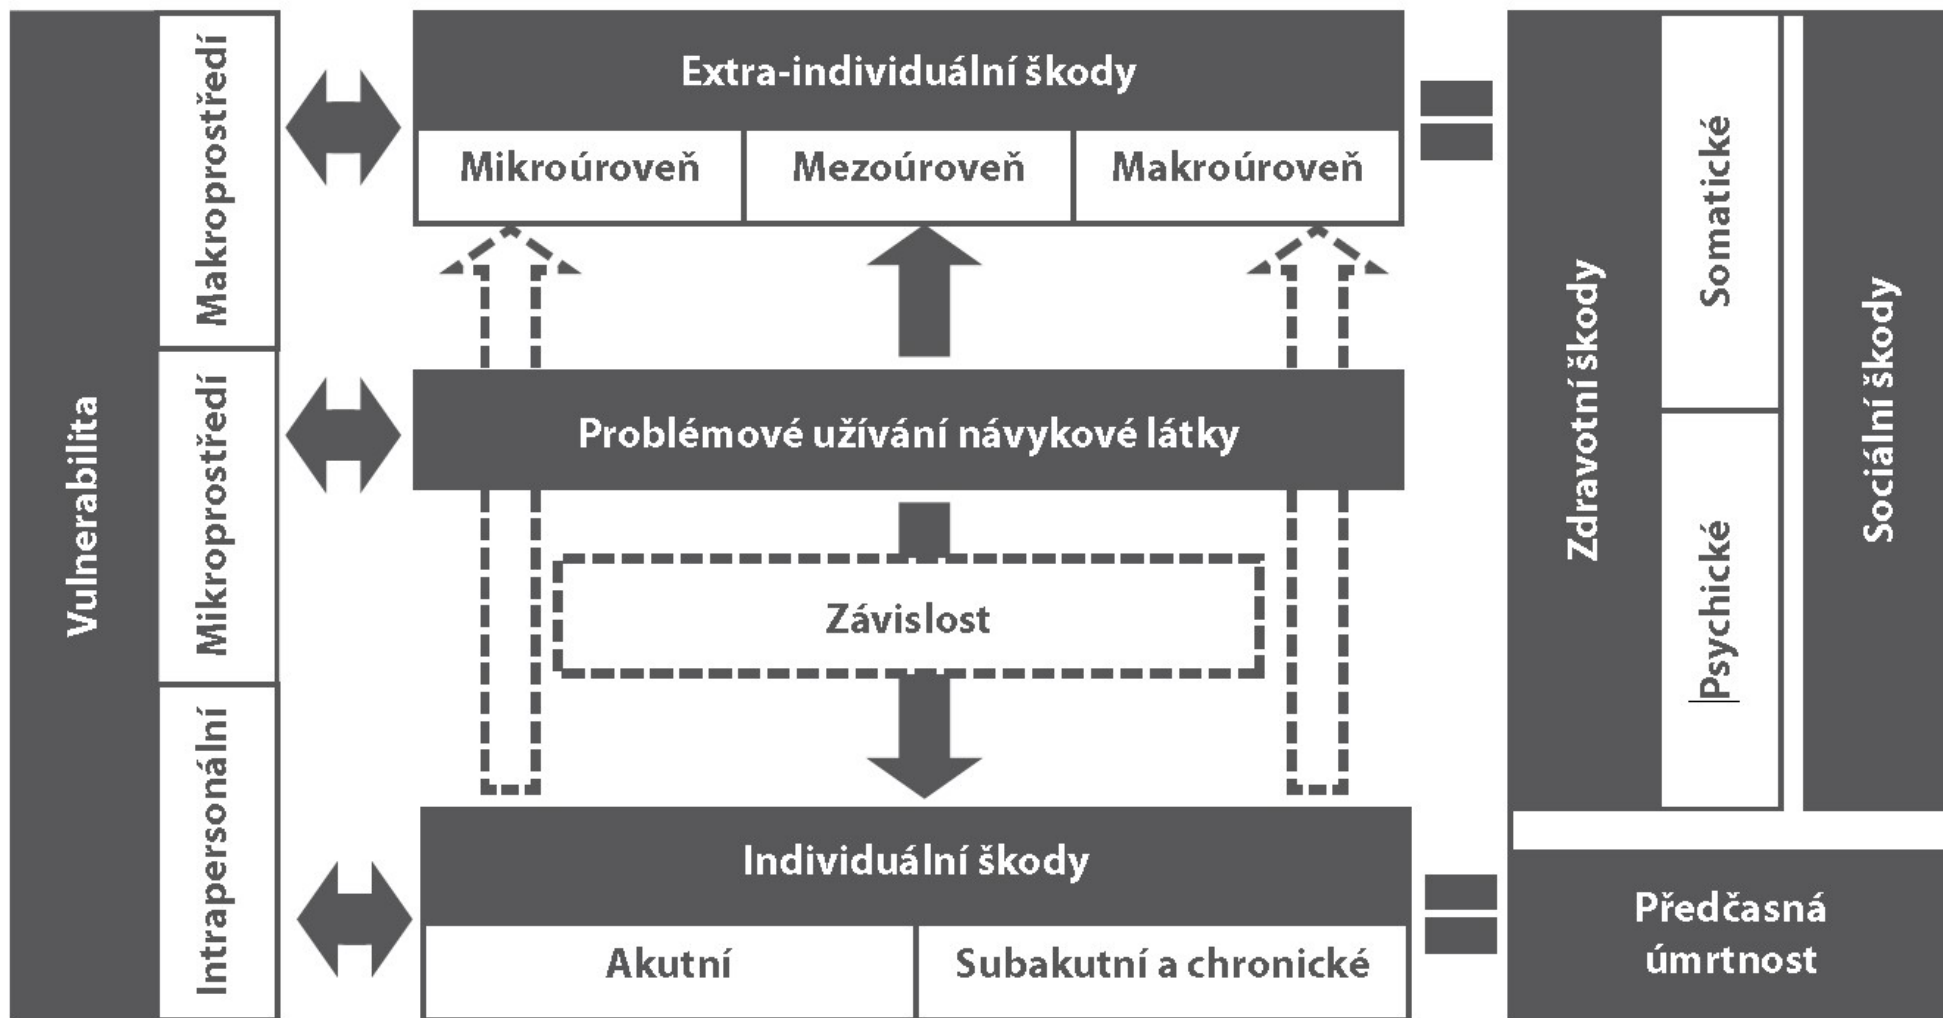 Vulnerabilita
Makroprostředí
Mikroprostředí
Intrapersonální
Extra-individuální škody
Mikroúroveň
Mezoúroveň
Makroúroveň
Problémové užívání návykové látky
Závislost
Individuální škody
Akutní
Subakutní a chronické
Zdravotní škody
Somatické
Psychické
Sociální škody
Předčasná
úmrtnost